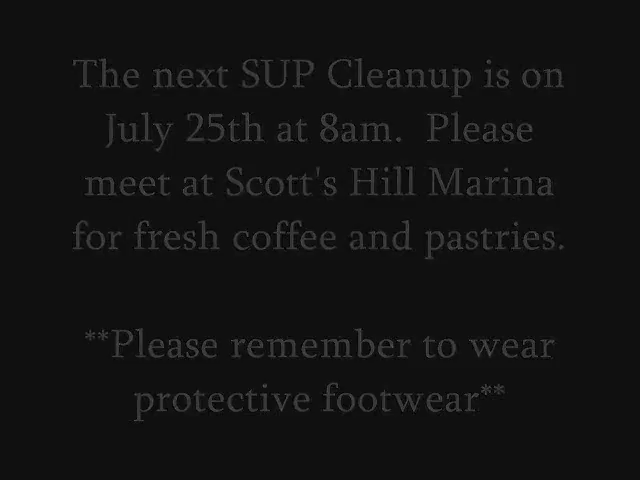 The next SUP Cleanup is on
July 25th at 8am.  Please
meet at Scott's Hill Marina
for fresh coffee and pastries.
**Please remember to wear
protective footwear**